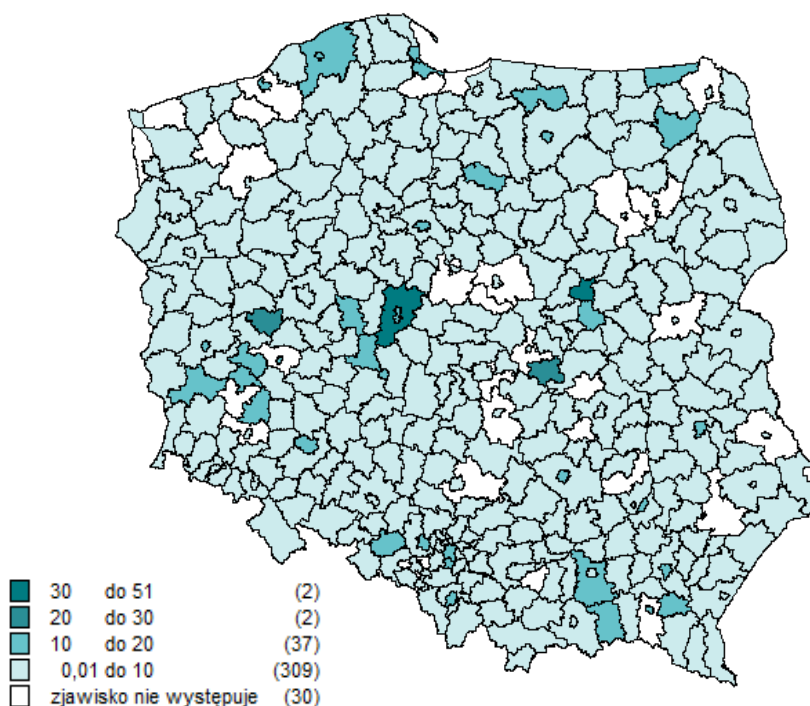 30 do 51 (2)
20 do 30 (2)
10 do 20 (37)
0,01 do 10 (309)
zjawisko nie występuje (30)